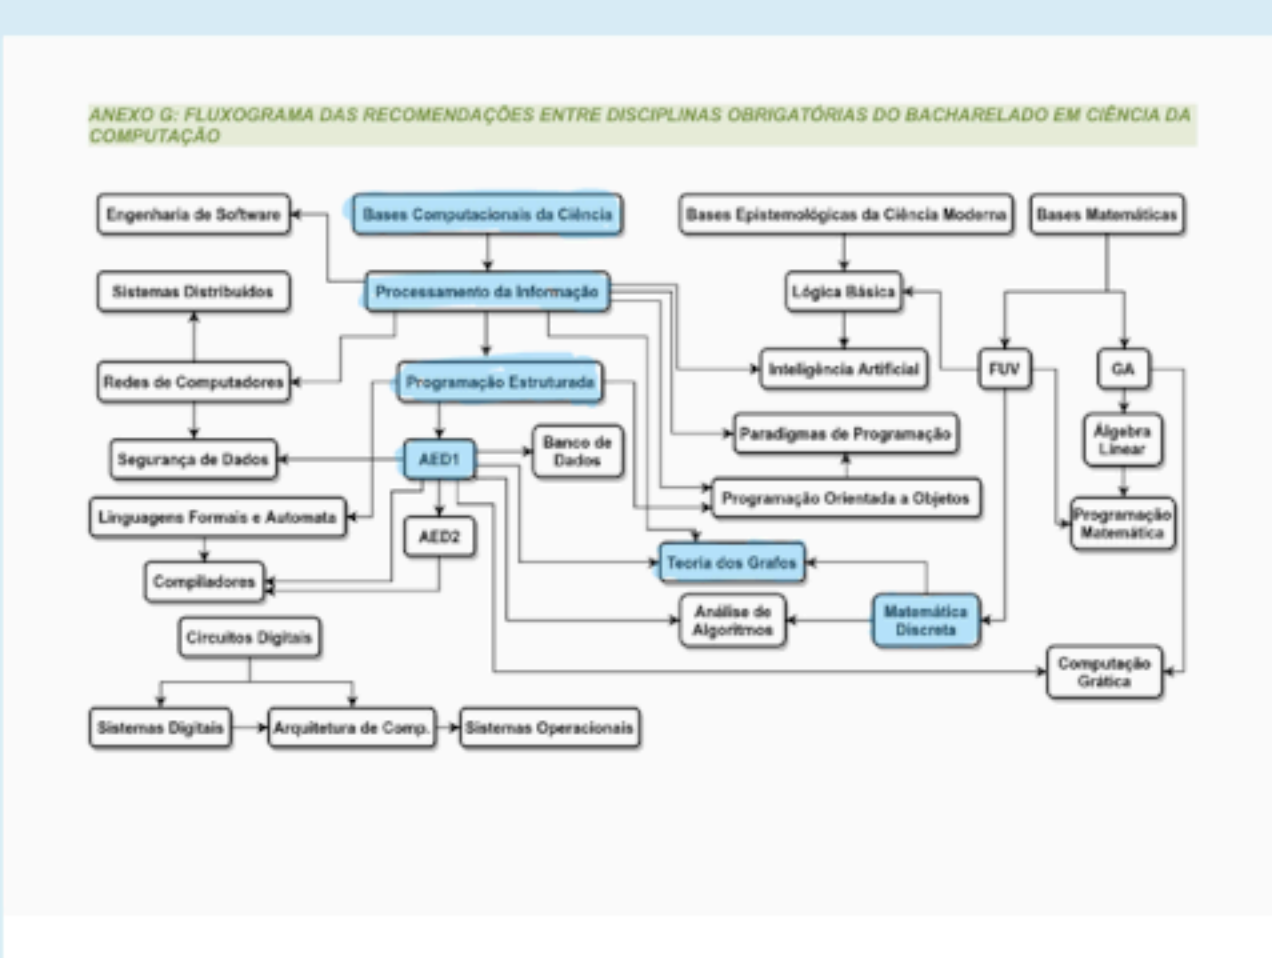 ANEXO G: FLUXOGRAMA DAS RECOMENDAÇÕES ENTRE DISCIPLINAS OBRIGATÓRIAS DO BACHARELADO EM CIÊNCIA DA
COMPUTAÇÃO
Engenharia de Software
Bases Computacionais da Ciência
Bases Epistemológicas da Ciência Moderna
Bases Matemáticas
Sistemas Distribuidos
Processamento da Informação
Lógica Básica
Redes de Computadores
Programação Estruturada
Inteligência Artificial
FUV
GA
Segurança de Dados
AED1
Banco de
Dados
Paradigmas de Programação
Álgebra
Linear
Linguagens Formais e Automata
AED2
Programação Orientada a Objetos
Programação
Matemática
Compiladores
Teoria dos Grafos
Circuitos Digitais
Análise de
Algoritmos
Matemática
Discreta
Computação
Grática
Sistemas Digitais
Arquitetura de Comp.
Sistemas Operacionais